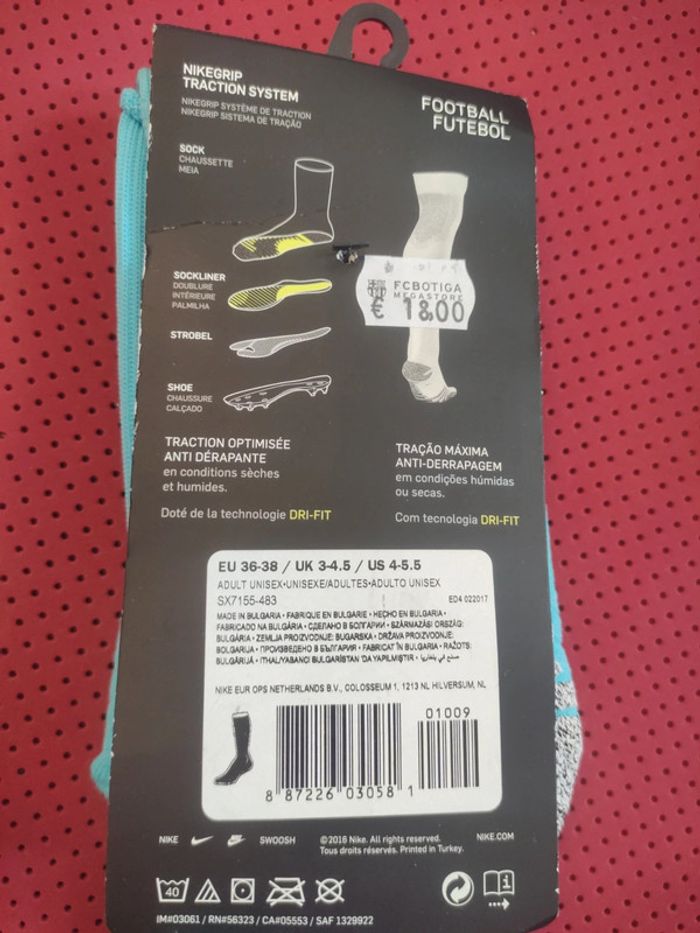 NIKEGRIP
TRACTION SYSTEM
NIKEGRIP SYSTÈME DE TRACTION
NIKEGRIP SISTEMA DE TRAÇÃO
FOOTBALL
FUTEBOL
SOCK
CHAUSSETTE
MEIA
SOCKLINER
DOUBLURE
INTÉRIEURE
PALMILHA
STROBEL
SHOE
CHAUSSURE
CALÇADO
FCBOTIGA
MEGASTORE
€ 18.00
TRACTION OPTIMISÉE
ANTI DÉRAPANTE
en conditions sèches
et humides.
Doté de la technologie DRI-FIT
TRAÇÃO MÁXIMA
ANTI-DERRAPAGEM
em condições húmidas
ou secas.
Com tecnologia DRI-FIT
EU 36-38 / UK 3-4.5 / US 4-5.5
ADULT UNISEX•UNISEXE/ADULTES•ADULTO UNISEX
SX7155-483 ED4 022017
MADE IN BULGARIA • FABRIQUE EN BULGARIE • HECHO EN BULGARIA •
FABRICADO NA BULGÁRIA • СДЕЛАНО В БОЛГАРИИ • SZÁRMAZÁSI ORSZÁG:
BULGÁRIA • ZEMLJA PROIZVODNJE: BUGARSKA • DRŽAVA PROIZVODNJE:
BOLGARIJA • ПРОИЗВЕДЕНО В БЪЛГАРИЯ • FABRICAT ÎN BULGARIA • RAŽOTS:
BULGĀRIJĀ • ITHAL/YABANCI BULGARİSTAN 'DA YAPILMIŞTIR • صنع في بلغاريا
NIKE EUR OPS NETHERLANDS B.V., COLOSSEUM 1, 1213 NL HILVERSUM, NL
01009
8 87226 03058 1
NIKE SWOOSH ©2016 Nike. All rights reserved. NIKE.COM
Tous droits réservés. Printed in Turkey.
40
IM#03061 / RN#56323 / CA#05553 / SAF 1329922